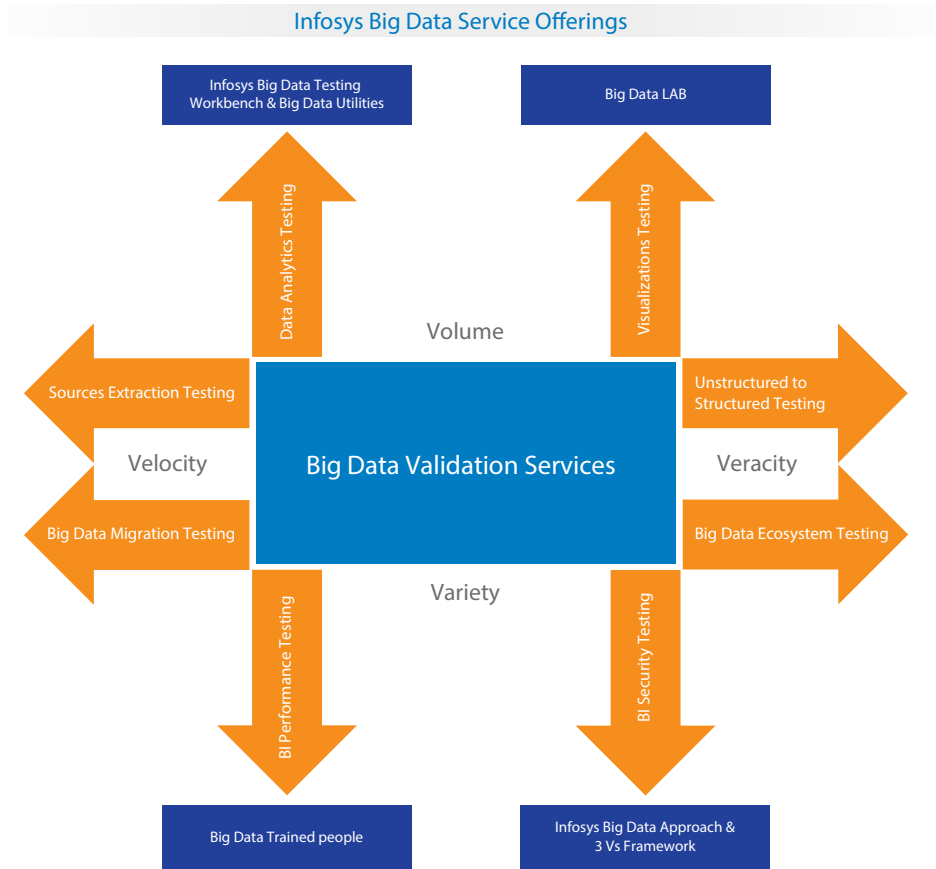 Infosys Big Data Service Offerings
Infosys Big Data Testing
Workbench & Big Data Utilities
Big Data LAB
Data Analytics Testing
Visualizations Testing
Volume
Sources Extraction Testing
Unstructured to
Structured Testing
Velocity
Big Data Validation Services
Veracity
Big Data Migration Testing
Big Data Ecosystem Testing
Variety
BI Performance Testing
BI Security Testing
Big Data Trained people
Infosys Big Data Approach &
3 Vs Framework